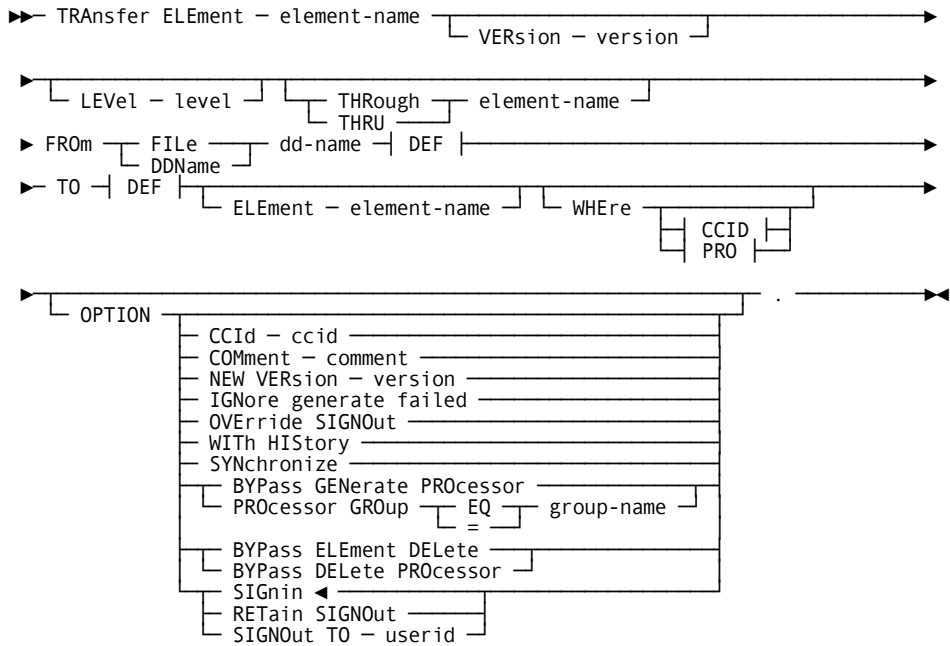 TRAnsfer ELEment — element-name
VERsion — version
LEVel — level
THRough
THRU
element-name
FROm
FILe
DDName
dd-name
DEF
TO
DEF
ELEment — element-name
WHEre
CCID
PRO
OPTION
.
CCId — ccid
COMment — comment
NEW VERsion — version
IGNore generate failed
OVErride SIGNOut
WITh HIStory
SYNchronize
BYPass GENerate PROcessor
PROcessor GROup
EQ
=
group-name
BYPass ELEment DELete
BYPass DELete PROcessor
SIGnin
RETain SIGNOut
SIGNOut TO — userid